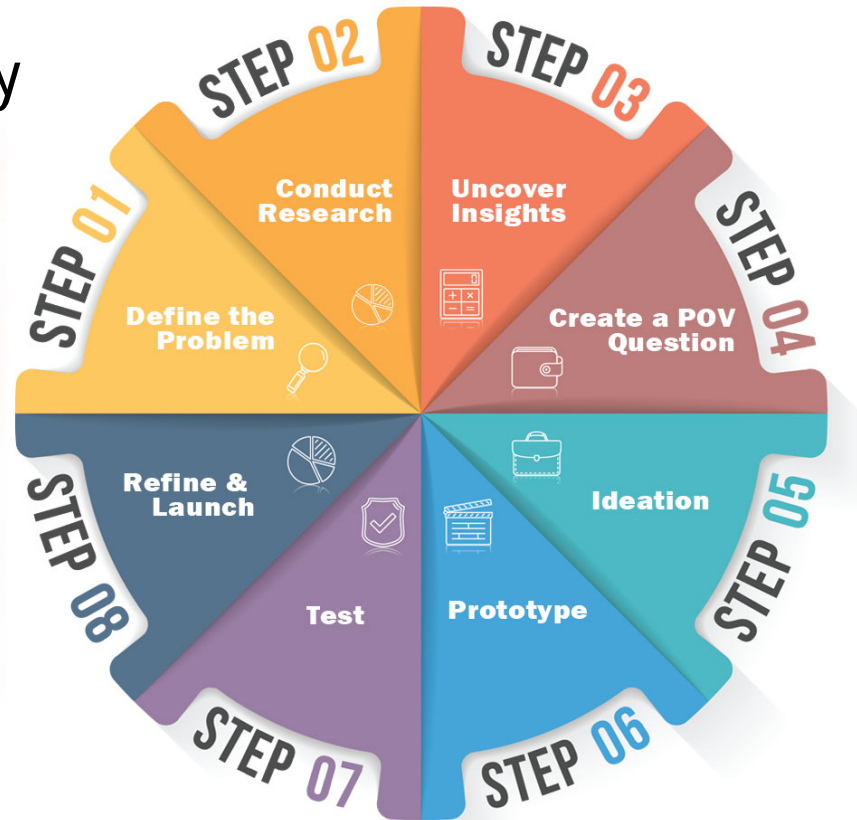 y
STEP 01
Define the
Problem
STEP 02
Conduct
Research
STEP 03
Uncover
Insights
STEP 04
Create a POV
Question
STEP 05
Ideation
STEP 06
Prototype
STEP 07
Test
STEP 08
Refine &
Launch